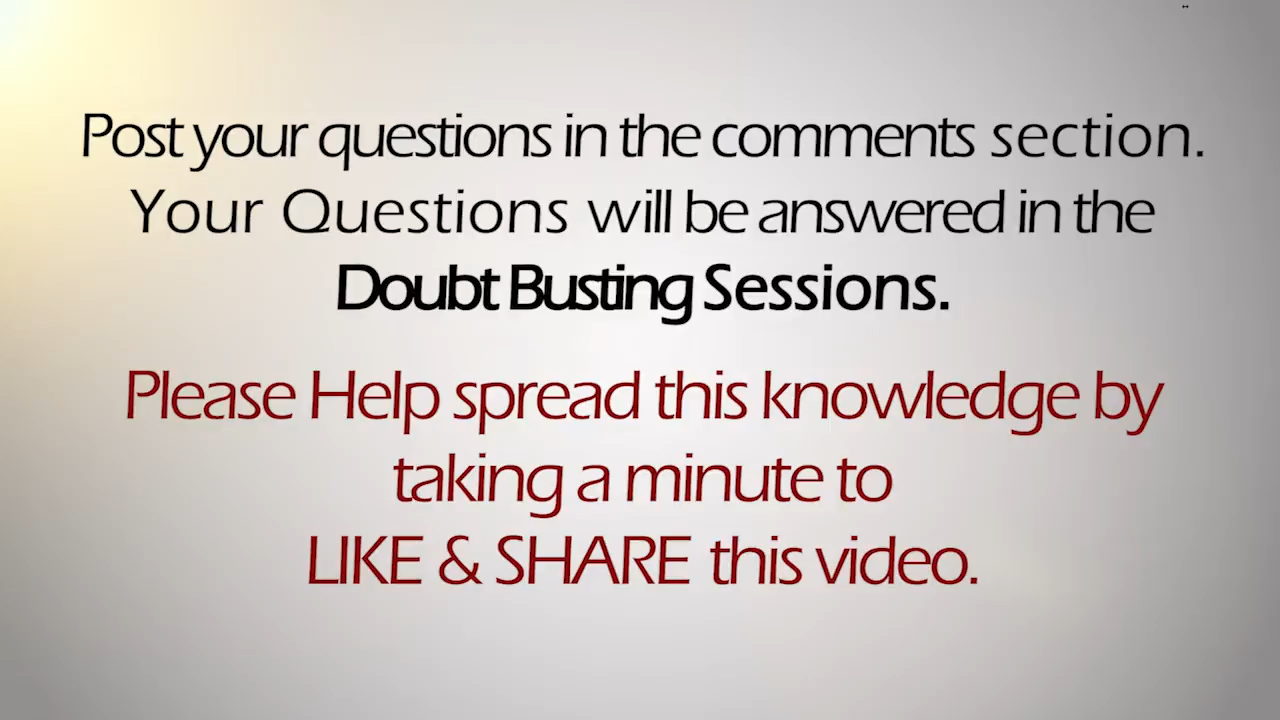 Post your questions in the comments section.
Your Questions will be answered in the
Doubt Busting Sessions.
Please Help spread this knowledge by
taking a minute to
LIKE & SHARE this video.